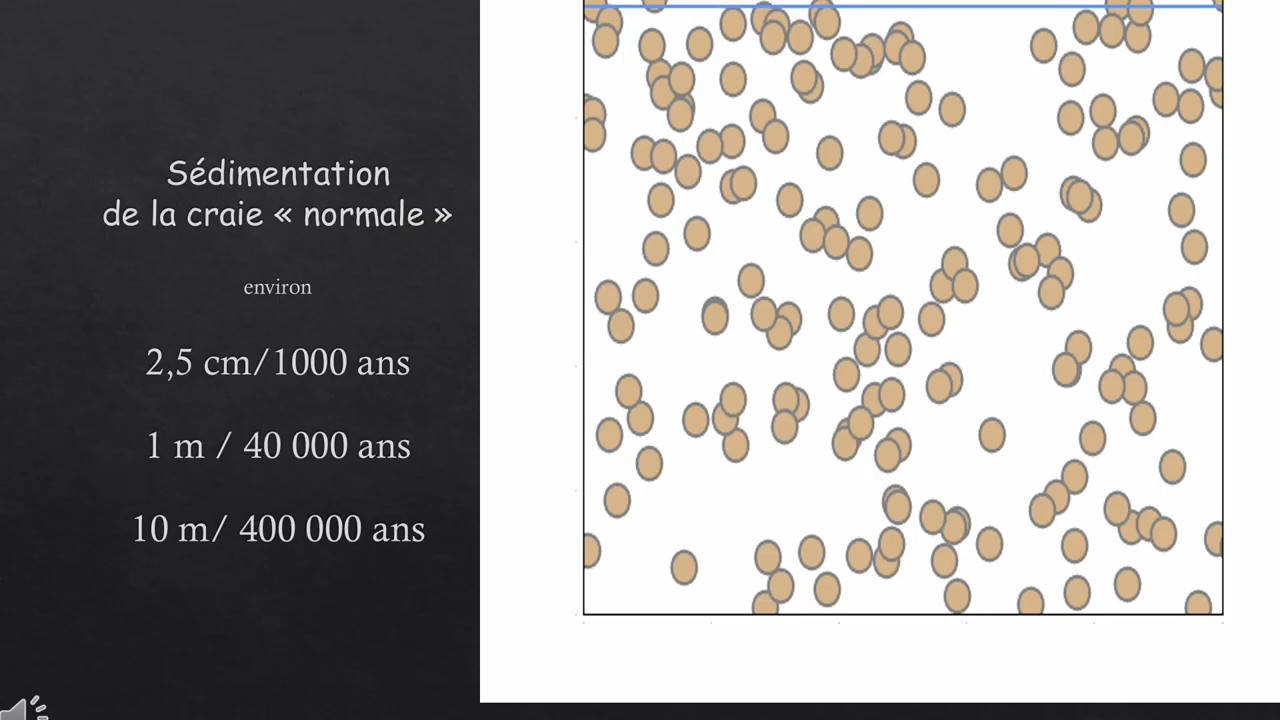 Sédimentation
de la craie « normale »
environ
2,5 cm/1000 ans
1 m / 40 000 ans
10 m/ 400 000 ans